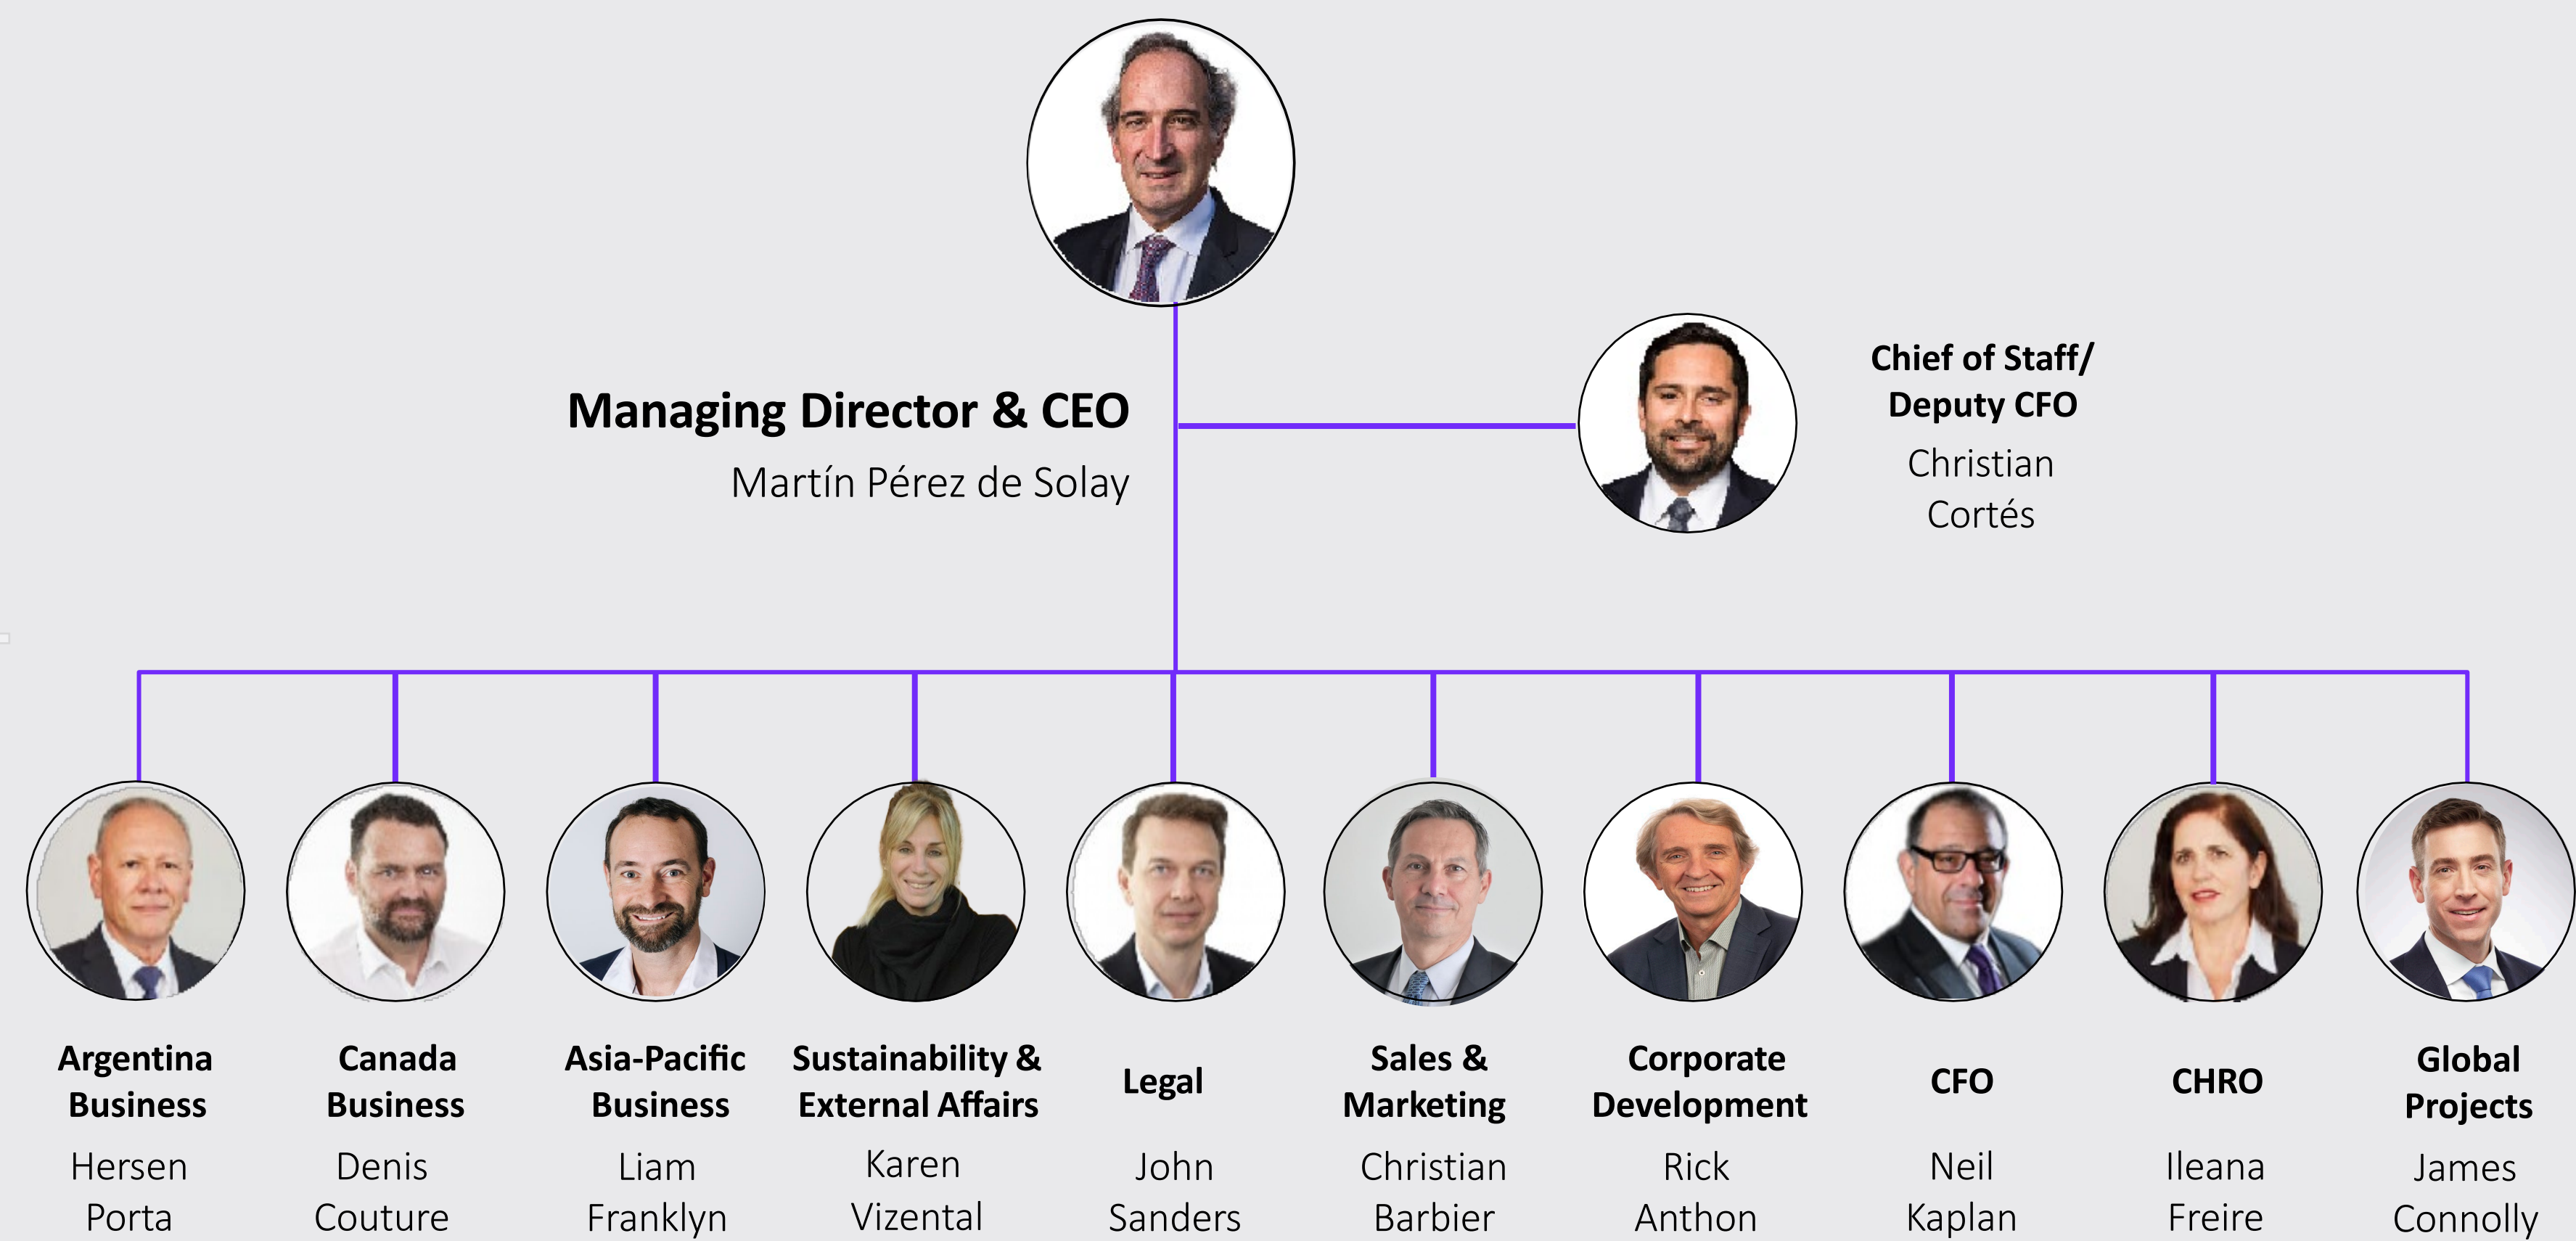 Managing Director & CEO
Martín Pérez de Solay
Chief of Staff/
Deputy CFO
Christian
Cortés
Argentina
Business
Hersen
Porta
Canada
Business
Denis
Couture
Asia-Pacific
Business
Liam
Franklyn
Sustainability &
External Affairs
Karen
Vizental
Legal
John
Sanders
Sales &
Marketing
Christian
Barbier
Corporate
Development
Rick
Anthon
CFO
Neil
Kaplan
CHRO
Ileana
Freire
Global
Projects
James
Connolly